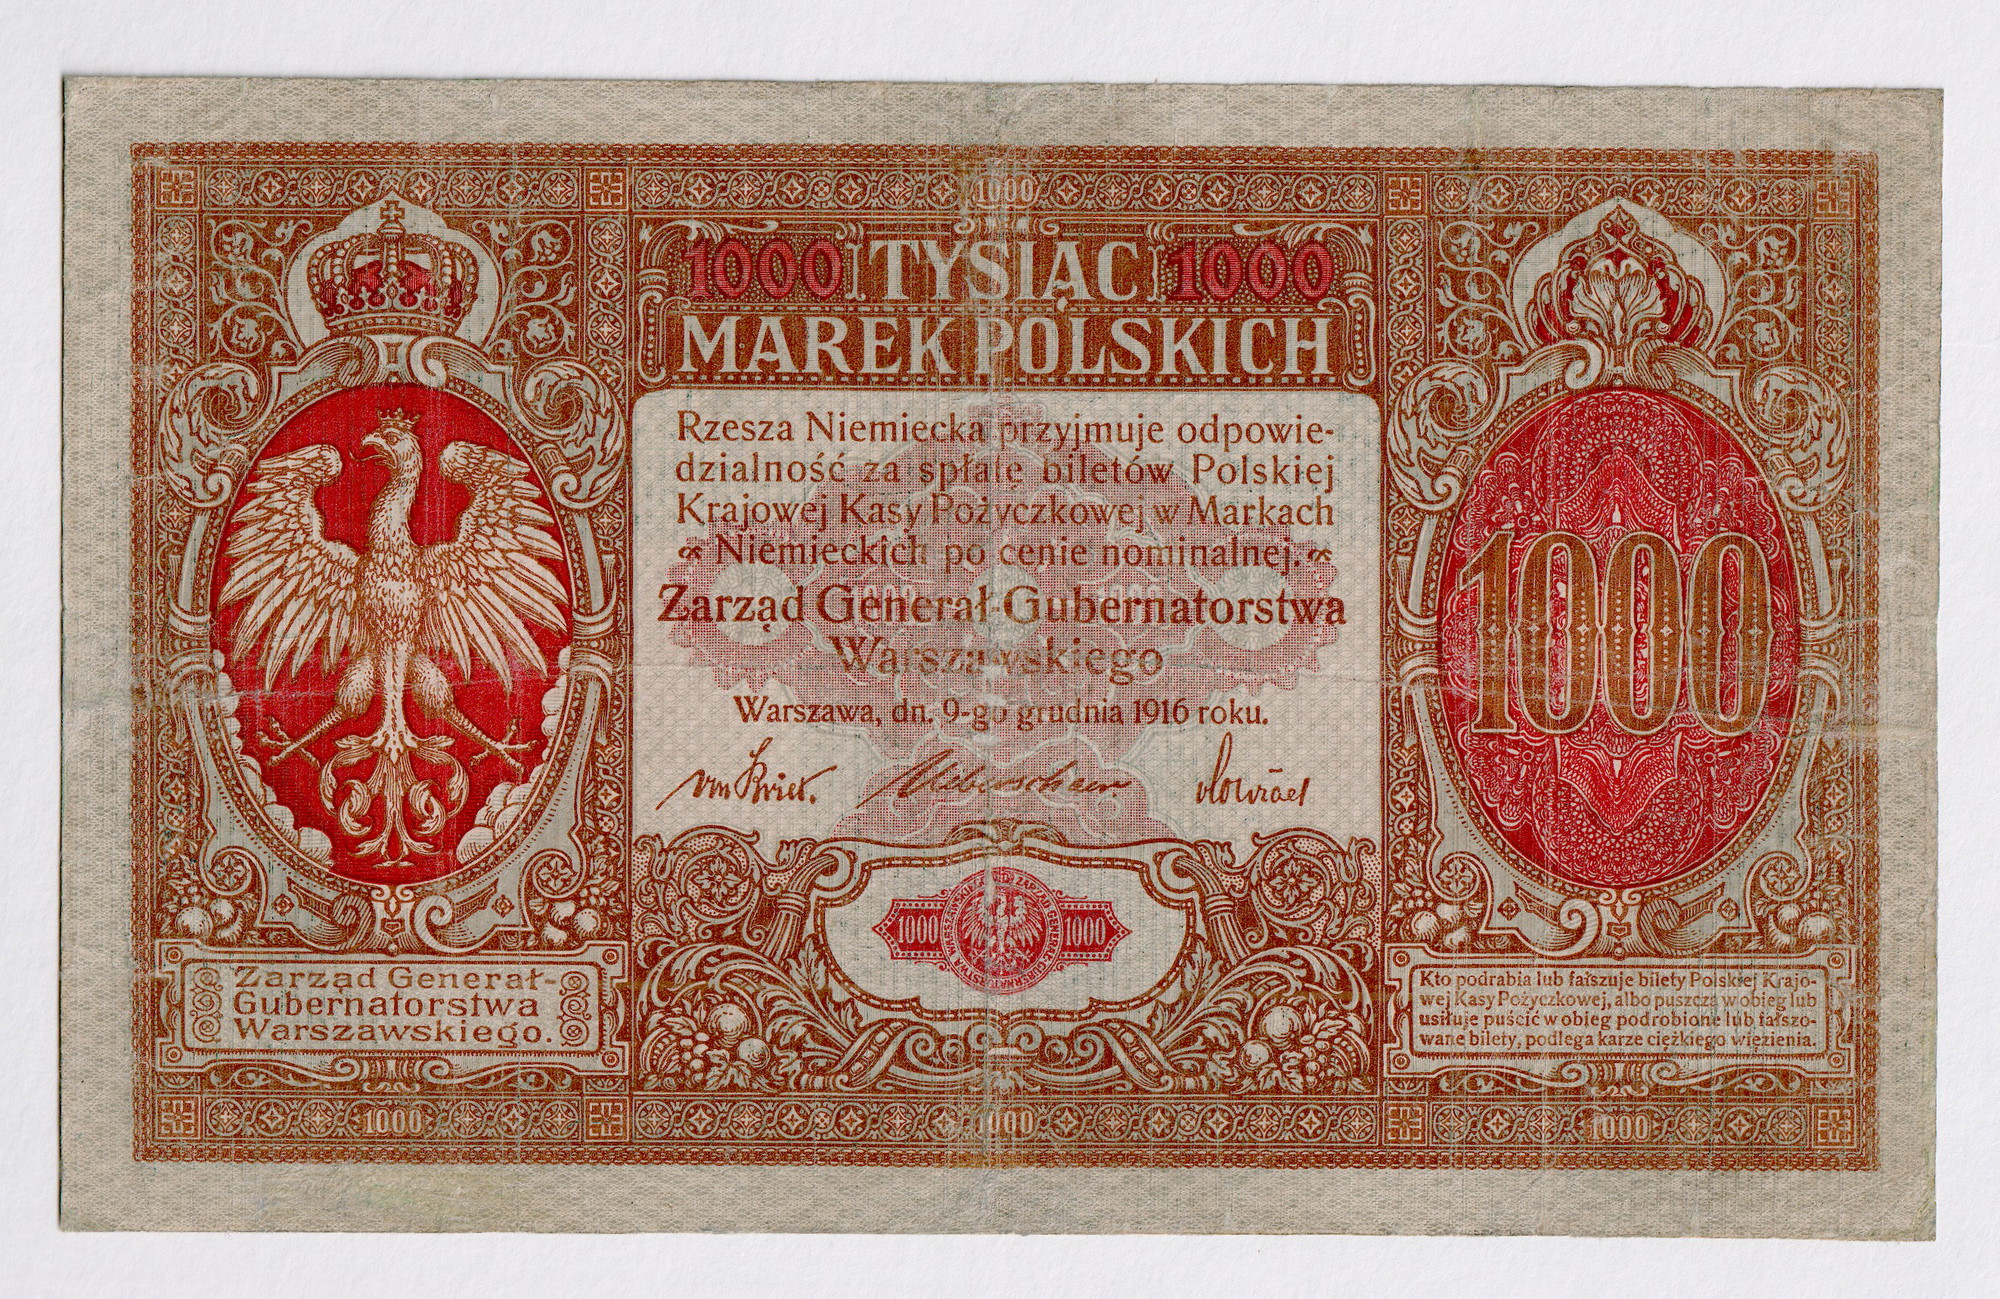 1000
1000 TYSIĄC 1000
MAREK POLSKICH
Rzesza Niemiecka przyjmuje odpowie-
dzialność za spłatę biletów Polskiej
Krajowej Kasy Pożyczkowej w Markach
Niemieckich po cenie nominalnej.
Zarząd Generał-Gubernatorstwa
Warszawskiego
Warszawa, dn. 9-go grudnia 1916 roku.
1000
1000 1000
Zarząd Generał-
Gubernatorstwa
Warszawskiego.
Kto podrabia lub fałszuje bilety Polskiej Krajo-
wej Kasy Pożyczkowej, albo puszcza w obieg lub
usiłuje puścić w obieg podrobione lub fałszo-
wane bilety, podlega karze ciężkiego więzienia.
1000 1000 1000